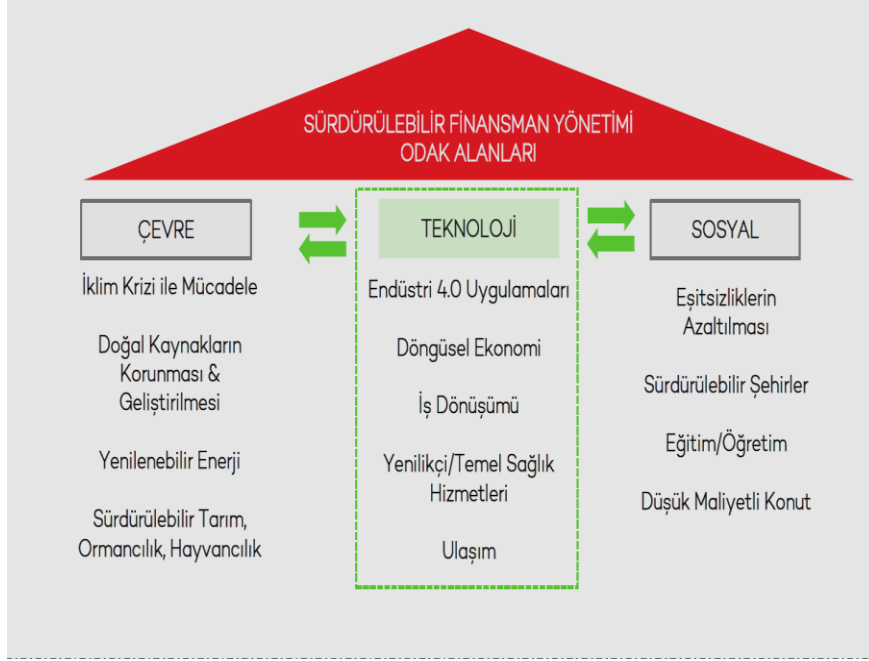 SÜRDÜRÜLEBİLİR FİNANSMAN YÖNETİMİ
ODAK ALANLARI
ÇEVRE
İklim Krizi ile Mücadele
Doğal Kaynakların
Korunması &
Geliştirilmesi
Yenilenebilir Enerji
Sürdürülebilir Tarım,
Ormancılık, Hayvancılık
TEKNOLOJİ
Endüstri 4.0 Uygulamaları
Döngüsel Ekonomi
İş Dönüşümü
Yenilikçi/Temel Sağlık
Hizmetleri
Ulaşım
SOSYAL
Eşitsizliklerin
Azaltılması
Sürdürülebilir Şehirler
Eğitim/Öğretim
Düşük Maliyetli Konut